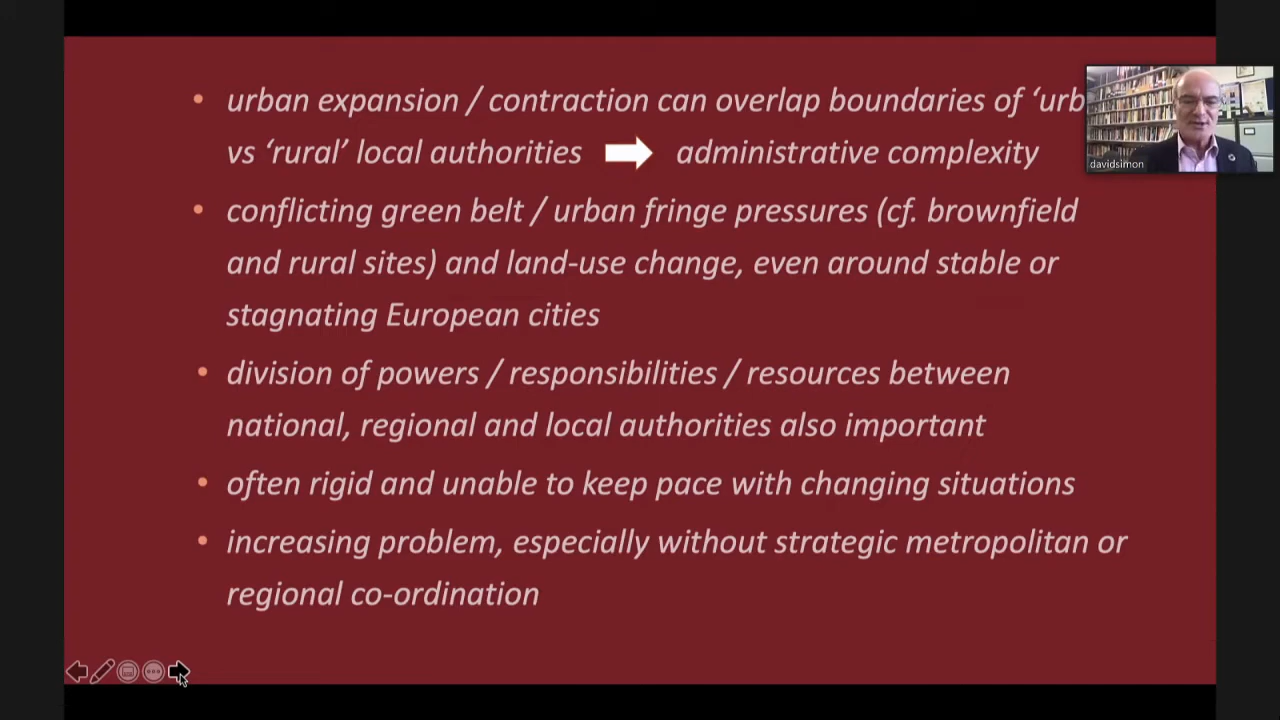 • urban expansion / contraction can overlap boundaries of ‘urb
vs ‘rural’ local authorities administrative complexity
• conflicting green belt / urban fringe pressures (cf. brownfield
and rural sites) and land-use change, even around stable or
stagnating European cities
• division of powers / responsibilities / resources between
national, regional and local authorities also important
• often rigid and unable to keep pace with changing situations
• increasing problem, especially without strategic metropolitan or
regional co-ordination
davidsimon